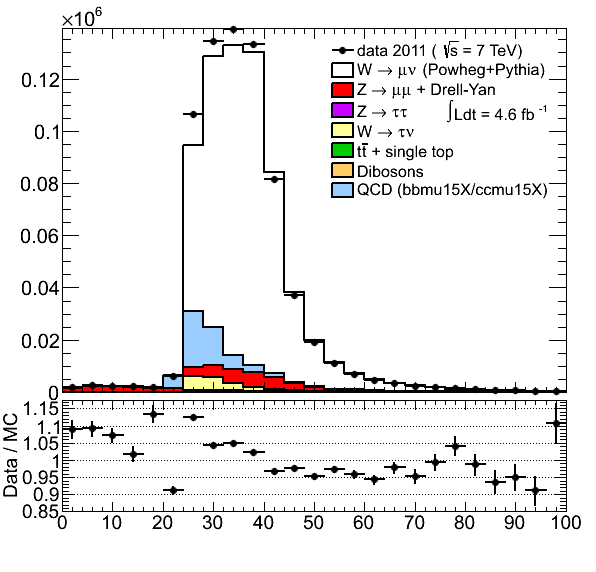 ×10⁶
0.12
0.1
0.08
0.06
0.04
0.02
0
data 2011 ( √s = 7 TeV)
W → μν (Powheg+Pythia)
Z → μμ + Drell-Yan
Z → ττ
∫Ldt = 4.6 fb⁻¹
W → τν
tt̅ + single top
Dibosons
QCD (bbmu15X/ccmu15X)
Data / MC
1.15
1.1
1.05
1
0.95
0.9
0.85
0 10 20 30 40 50 60 70 80 90 100